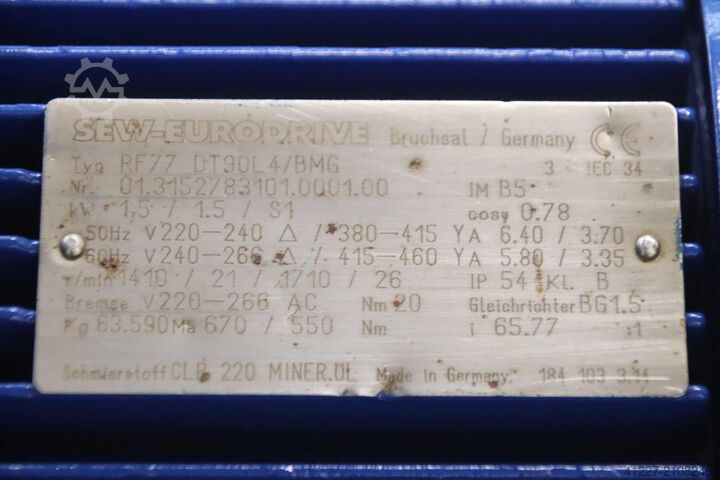 SEW-EURODRIVE Bruchsal / Germany CE
Typ RF77 DT90L4/BMG 3 ~ IEC 34
Nr. 01.3152783101.0001.00 IM B5
kW 1,5 / 1.5 / S1 cosφ 0.78
50Hz V220-240 Δ / 380-415 Y A 6.40 / 3.70
60Hz V240-266 Δ / 415-460 Y A 5.80 / 3.35
r/min 1410 / 21 / 1710 / 26 IP 54 Kl. B
Bremse V220-266 AC Nm 20 Gleichrichter BG1.5
Kg 63.590 Ma 670 / 550 Nm i 65.77 :1
Schmierstoff CLP 220 MINER.ÖL Made in Germany 184 103 3.14